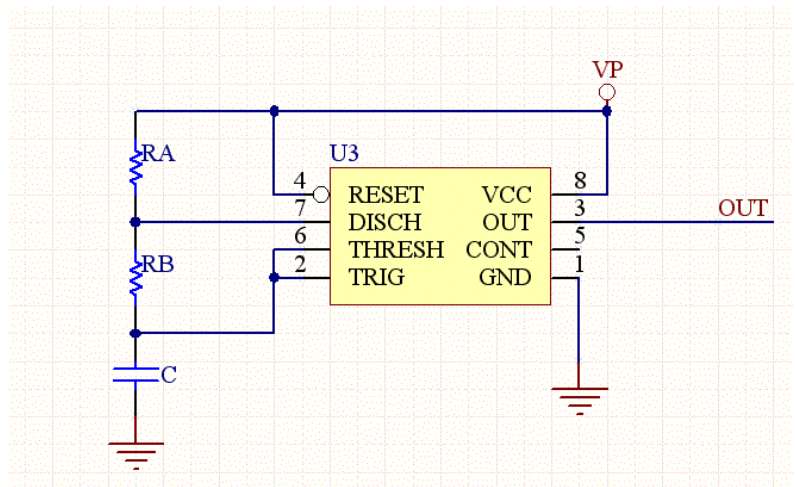 VP
RA
U3
4 RESET VCC 8
7 DISCH OUT 3 OUT
6 THRESH CONT 5
RB
2 TRIG GND 1
C